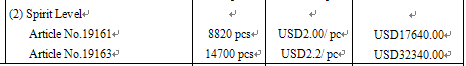 (2) Spirit Level
Article No.19161 8820 pcs USD2.00/ pc USD17640.00
Article No.19163 14700 pcs USD2.2/ pc USD32340.00